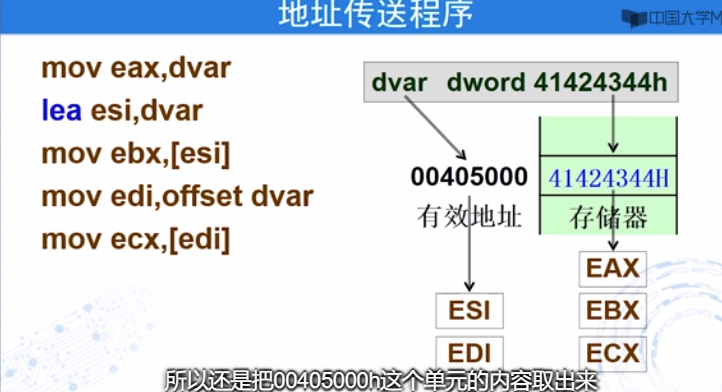 地址传送程序
中国大学M
mov eax,dvar
lea esi,dvar
mov ebx,[esi]
mov edi,offset dvar
mov ecx,[edi]
dvar dword 41424344h
00405000 41424344H
有效地址 存储器
EAX
ESI EBX
EDI ECX
所以还是把00405000h这个单元的内容取出来